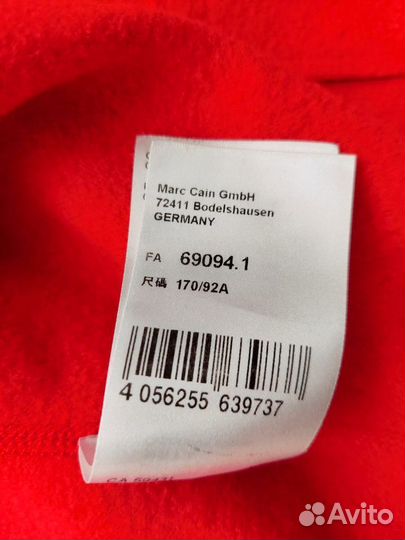 Marc Cain GmbH
72411 Bodelshausen
GERMANY
FA 69094.1
尺碼 170/92A
4 056255 639737
Avito